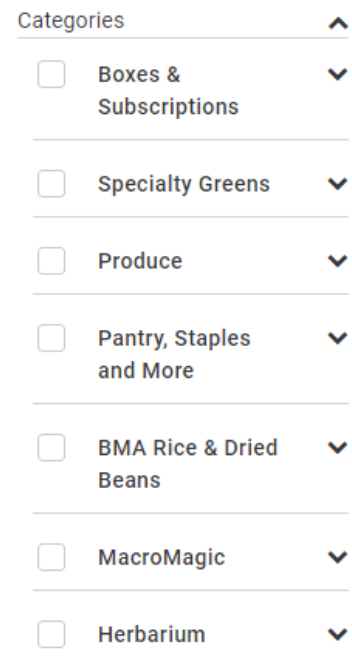 Categories
Boxes &
Subscriptions
Specialty Greens
Produce
Pantry, Staples
and More
BMA Rice & Dried
Beans
MacroMagic
Herbarium